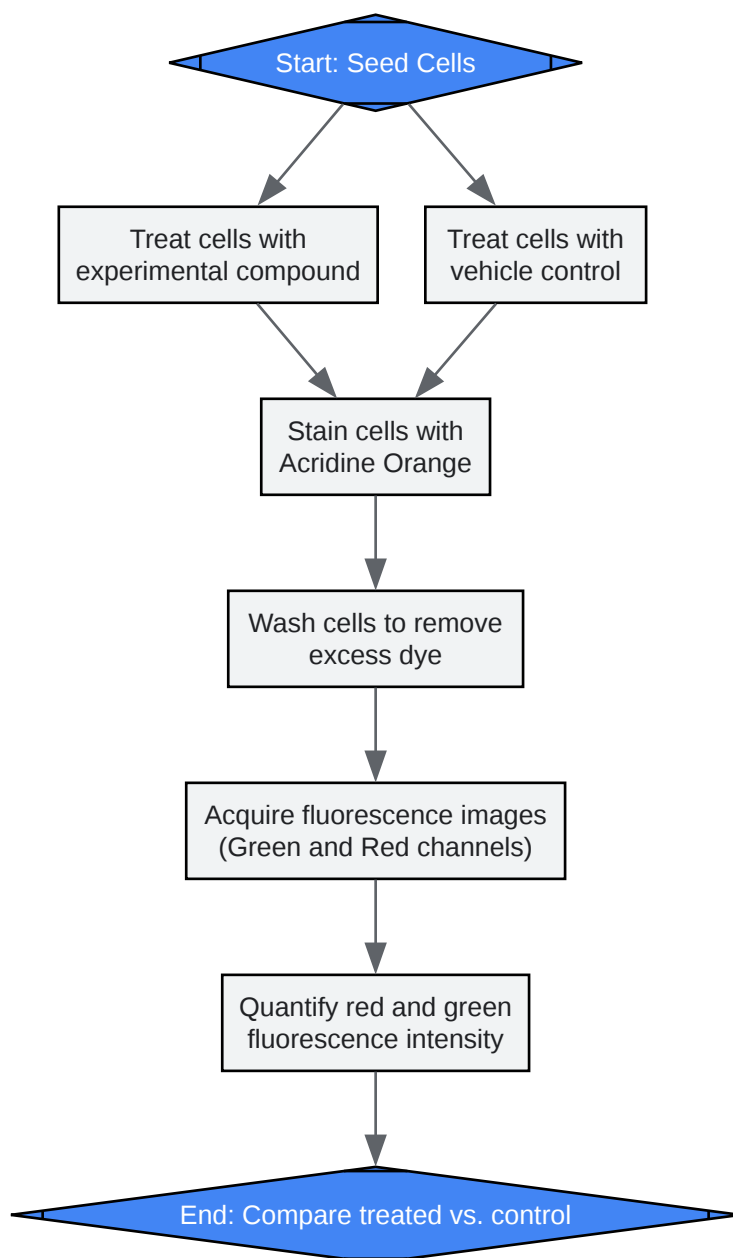 Start: Seed Cells
Treat cells with
experimental compound
Treat cells with
vehicle control
Stain cells with
Acridine Orange
Wash cells to remove
excess dye
Acquire fluorescence images
(Green and Red channels)
Quantify red and green
fluorescence intensity
End: Compare treated vs. control